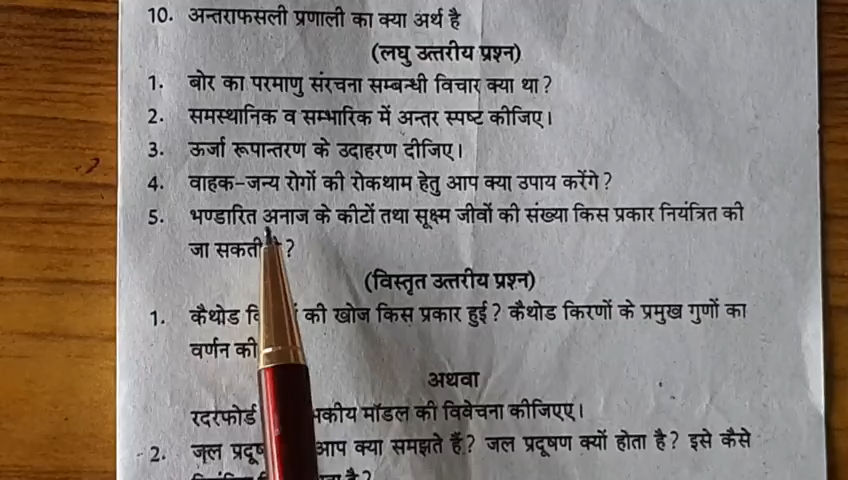 10. अन्तराफसली प्रणाली का क्या अर्थ है
(लघु उत्तरीय प्रश्न)
1. बोर का परमाणु संरचना सम्बन्धी विचार क्या था?
2. समस्थानिक व सम्भारिक में अन्तर स्पष्ट कीजिए।
3. ऊर्जा रूपान्तरण के उदाहरण दीजिए।
4. वाहक-जन्य रोगों की रोकथाम हेतु आप क्या उपाय करेंगे?
5. भण्डारित अनाज के कीटों तथा सूक्ष्म जीवों की संख्या किस प्रकार नियंत्रित की
जा सकती ?
(विस्तृत उत्तरीय प्रश्न)
1. कैथोड की खोज किस प्रकार हुई? कैथोड किरणों के प्रमुख गुणों का
वर्णन
अथवा
रदरफोर्ड मॉडल की विवेचना कीजिएए।
2. जल आप क्या समझते हैं? जल प्रदूषण क्यों होता है? इसे कैसे